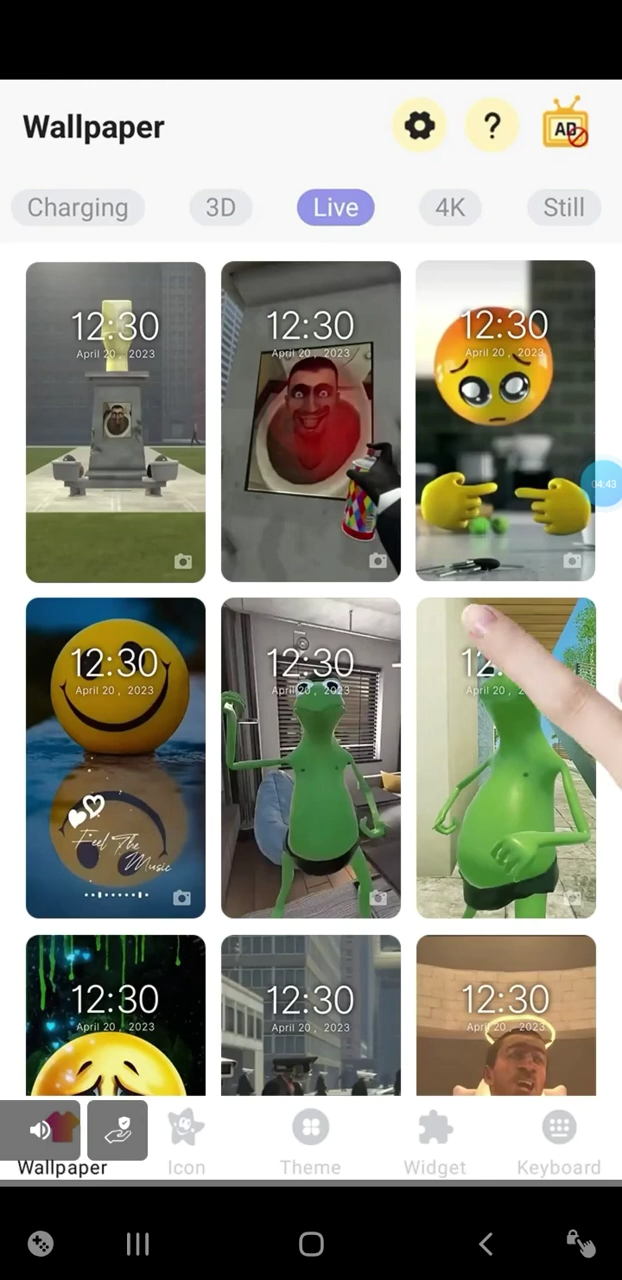 Wallpaper
AD
Charging 3D Live 4K Still
12:30 12:30 12:30
April 20, 2023 April 20, 2023 April 20, 2023
04:43
12:30 12:30 12:
April 20, 2023 April 20, 2023 April 20, 2
Feel The
Music
12:30 12:30 12:30
April 20, 2023 April 20, 2023 April 20, 2023
Wallpaper Icon Theme Widget Keyboard